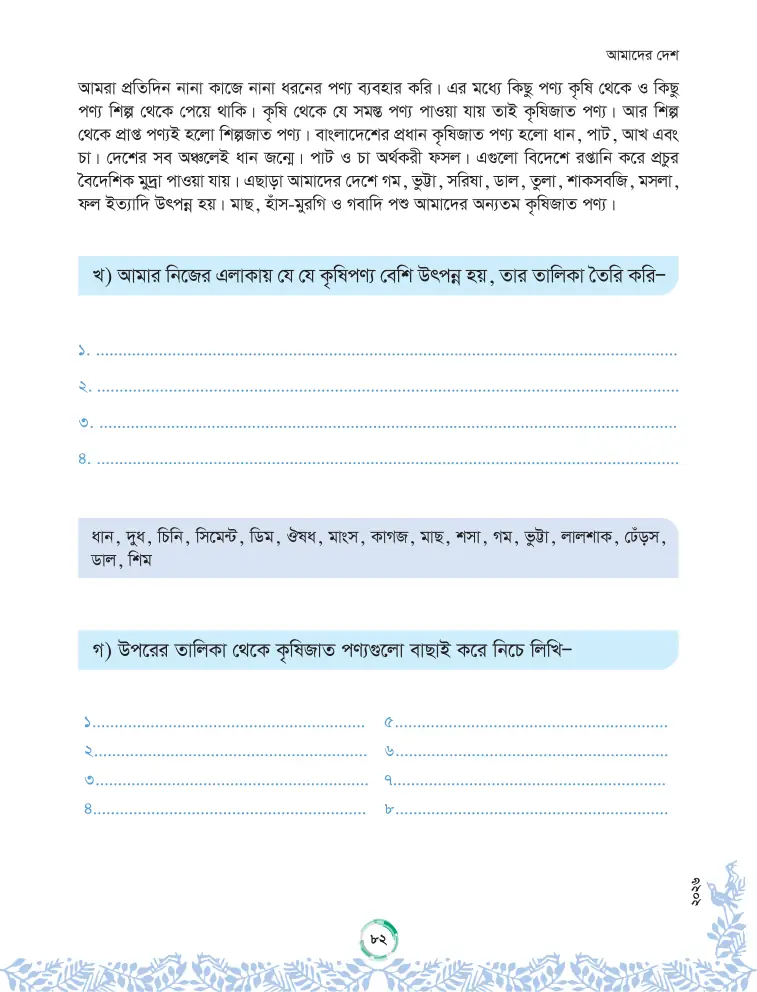 আমাদের দেশ
আমরা প্রতিদিন নানা কাজে নানা ধরনের পণ্য ব্যবহার করি। এর মধ্যে কিছু পণ্য কৃষি থেকে ও কিছু
পণ্য শিল্প থেকে পেয়ে থাকি। কৃষি থেকে যে সমস্ত পণ্য পাওয়া যায় তাই কৃষিজাত পণ্য। আর শিল্প
থেকে প্রাপ্ত পণ্যই হলো শিল্পজাত পণ্য। বাংলাদেশের প্রধান কৃষিজাত পণ্য হলো ধান, পাট, আখ এবং
চা। দেশের সব অঞ্চলেই ধান জন্মে। পাট ও চা অর্থকরী ফসল। এগুলো বিদেশে রপ্তানি করে প্রচুর
বৈদেশিক মুদ্রা পাওয়া যায়। এছাড়া আমাদের দেশে গম, ভুট্টা, সরিষা, ডাল, তুলা, শাকসবজি, মসলা,
ফল ইত্যাদি উৎপন্ন হয়। মাছ, হাঁস-মুরগি ও গবাদি পশু আমাদের অন্যতম কৃষিজাত পণ্য।
খ) আমার নিজের এলাকায় যে যে কৃষিপণ্য বেশি উৎপন্ন হয়, তার তালিকা তৈরি করি–
১. ........................................................................
২. ........................................................................
৩. ........................................................................
৪. ........................................................................
ধান, দুধ, চিনি, সিমেন্ট, ডিম, ঔষধ, মাংস, কাগজ, মাছ, শসা, গম, ভুট্টা, লালশাক, ঢেঁড়স,
ডাল, শিম
গ) উপরের তালিকা থেকে কৃষিজাত পণ্যগুলো বাছাই করে নিচে লিখি–
১............................................................ ৫............................................................
২............................................................ ৬............................................................
৩............................................................ ৭............................................................
৪............................................................ ৮............................................................
২০২৬
৮২